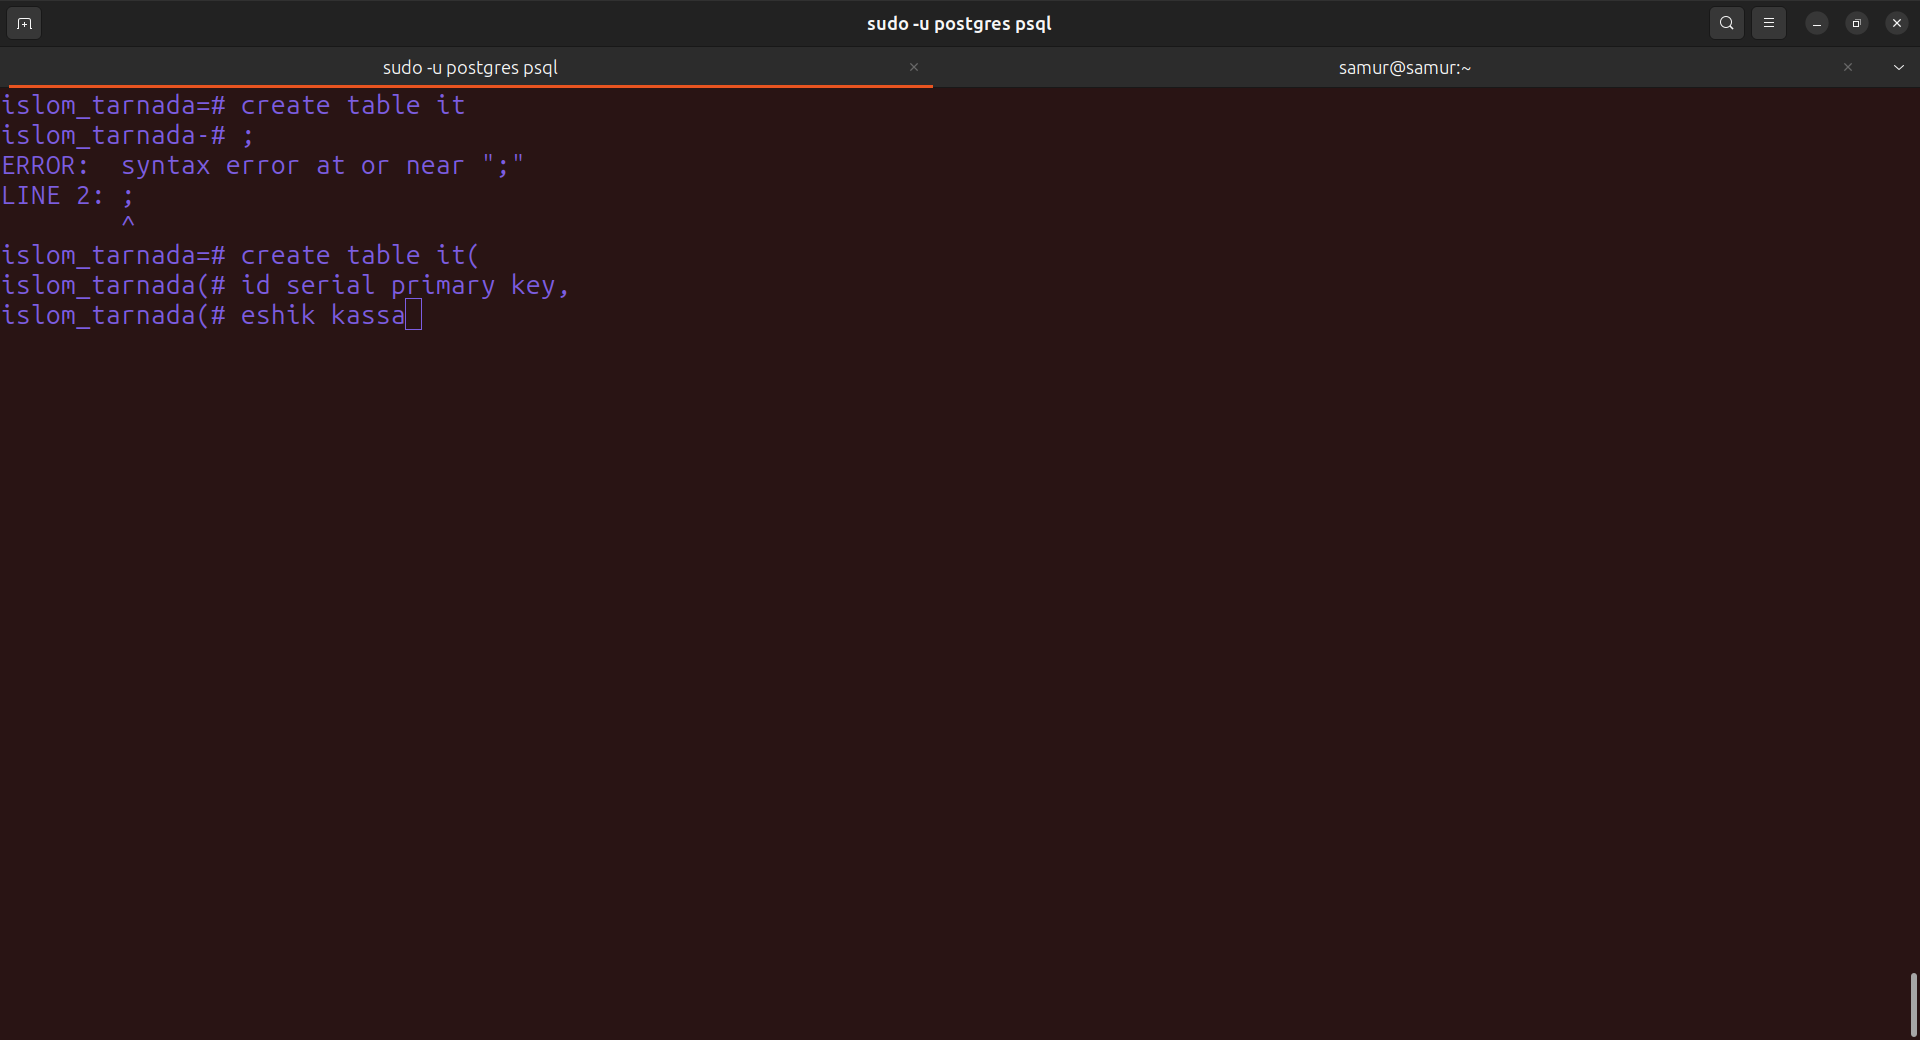 sudo -u postgres psql
sudo -u postgres psql
samur@samur:~
islom_tarnada=# create table it
islom_tarnada-# ;
ERROR:  syntax error at or near ";"
LINE 2: ;
        ^
islom_tarnada=# create table it(
islom_tarnada(# id serial primary key,
islom_tarnada(# eshik kassa